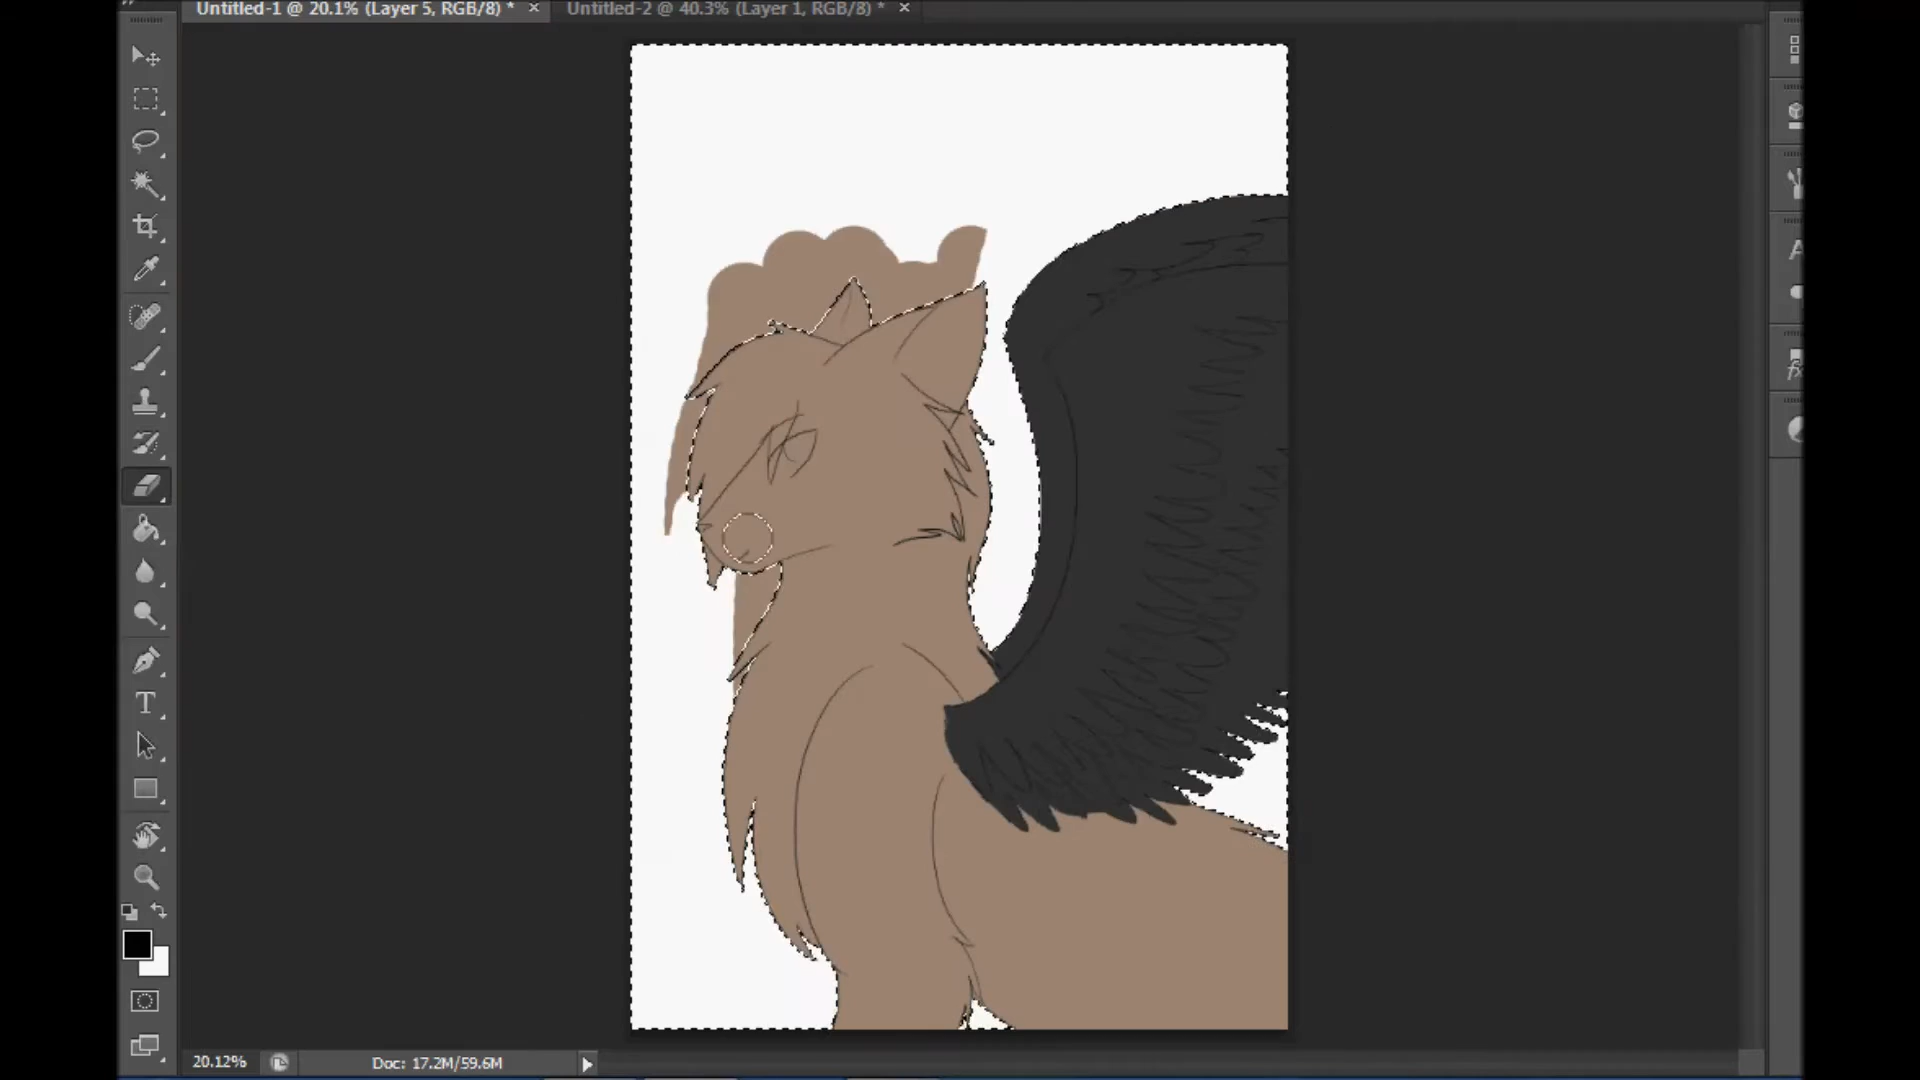 Untitled-1 @ 20.1% (Layer 5, RGB/8) *
Untitled-2 @ 40.3% (Layer 1, RGB/8) *
T
A
fx
20.12%
Doc: 17.2M/59.6M